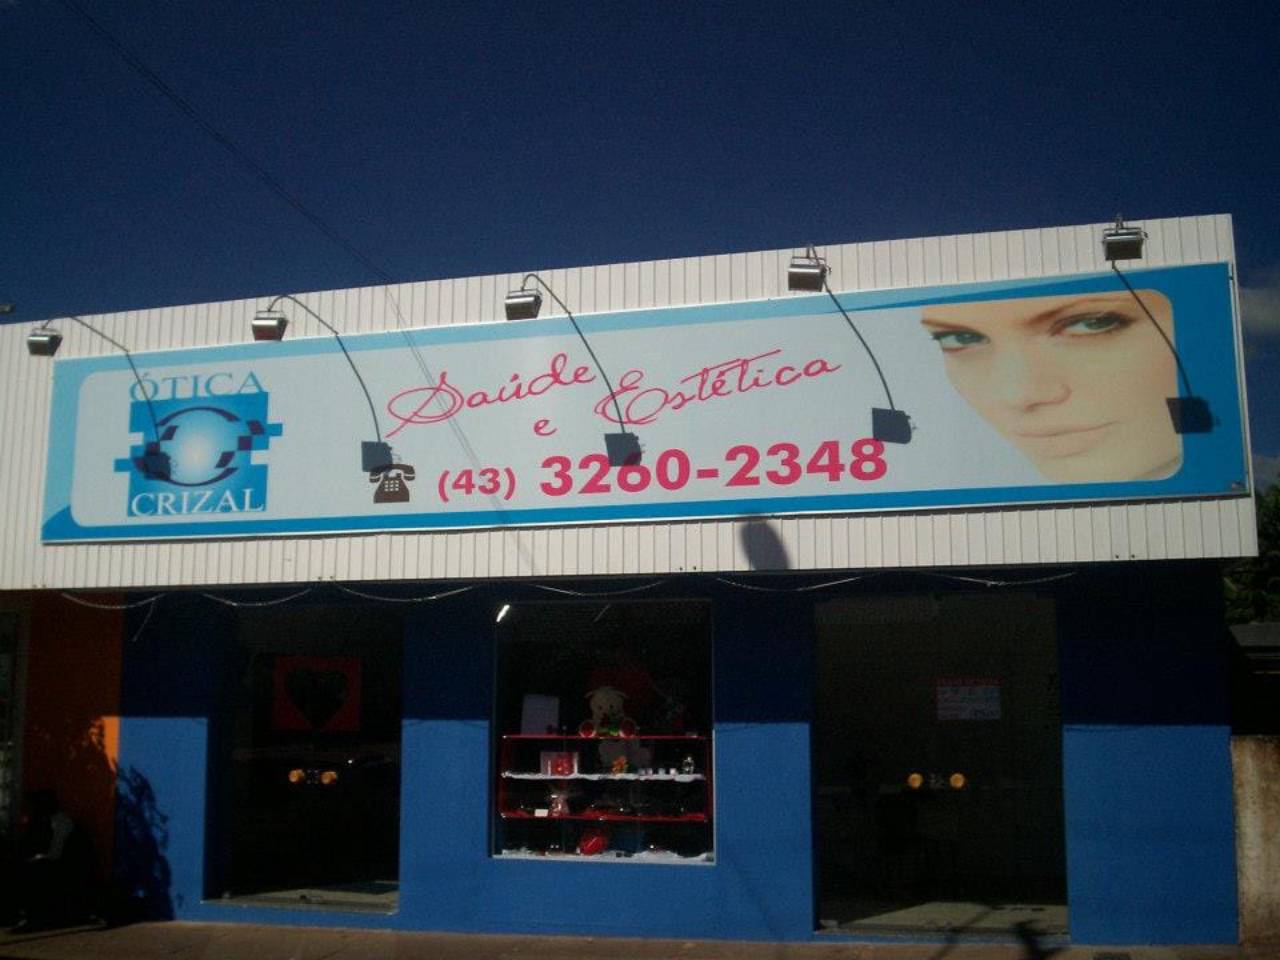 ÓTICA
CRIZAL
Saúde
e Estética
(43) 3260-2348